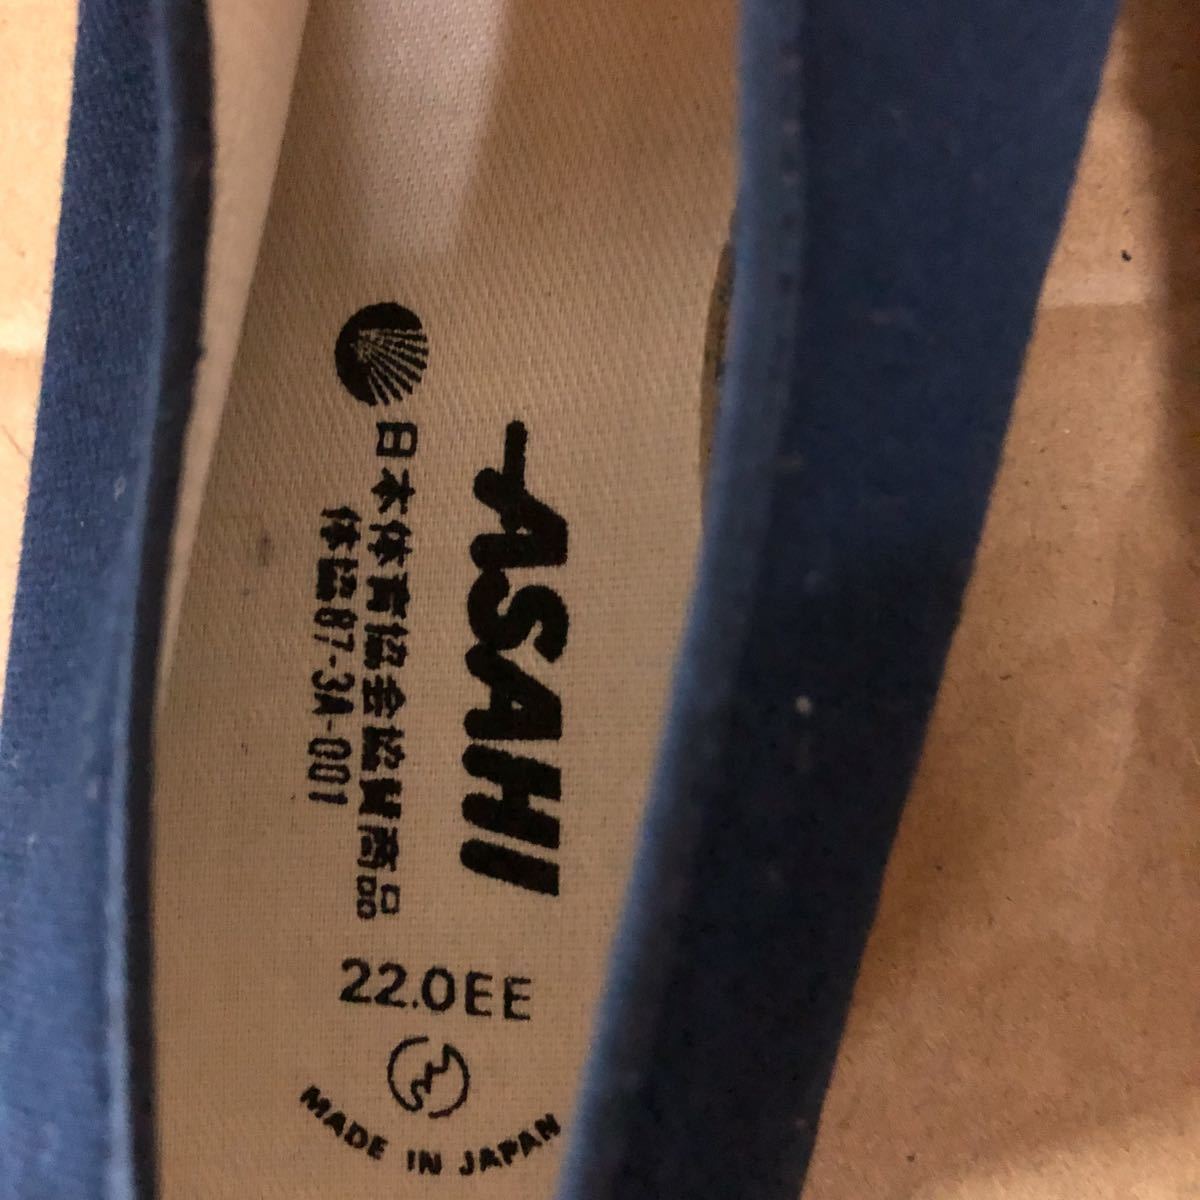 ASAHI
日本体育協会協賛商品
体協87-3A-001
22.0EE
MADE IN JAPAN